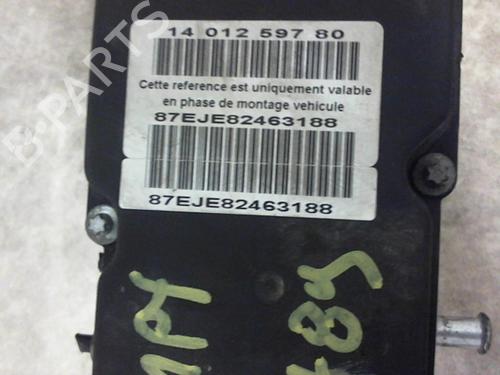 14 012 597 80
Cette reference est uniquement valable
en phase de montage vehicule
87EJE82463188
87EJE82463188
B-PARTS